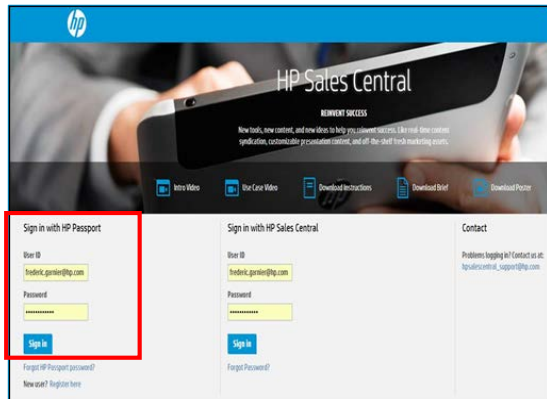 hp
HP Sales Central
REINVENT SUCCESS
New tools, new content, and new ideas to help you reinvent success. Like real-time content
syndication, customizable presentation content, and off-the-shelf fresh marketing assets.
Intro Video
Use Case Video
Download Instructions
Download Brief
Download Poster
Sign in with HP Passport
User ID
frederic.garnier@hp.com
Password
Sign in
Forgot HP Passport password?
New user? Register here
Sign in with HP Sales Central
User ID
frederic.garnier@hp.com
Password
Sign in
Forgot Password?
Contact
Problems logging in? Contact us at:
hpsalescentral_support@hp.com